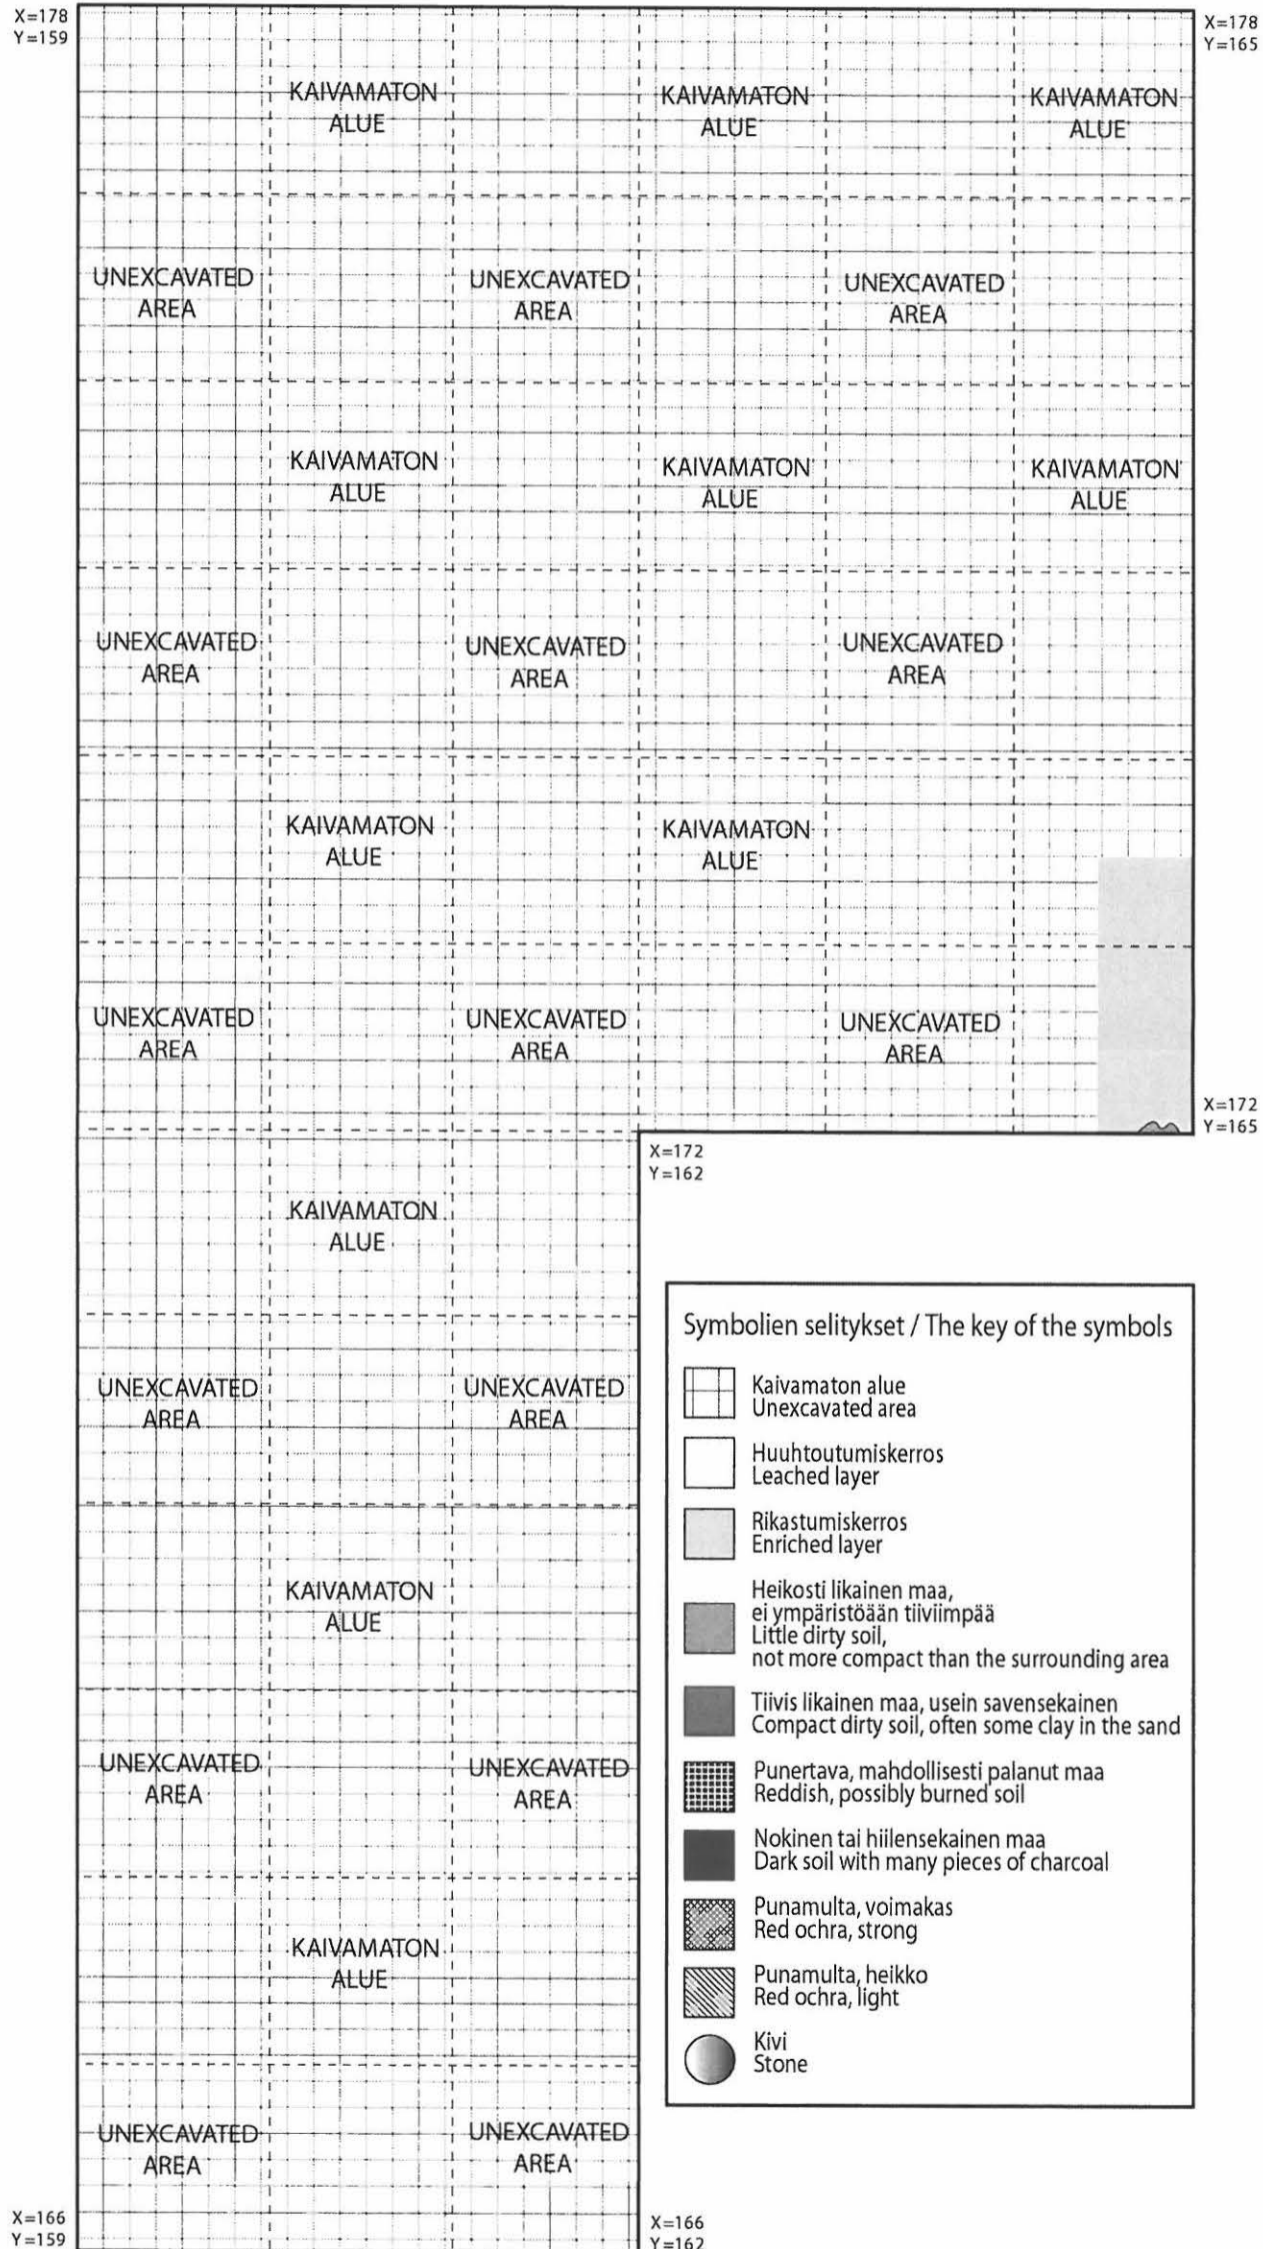 X=178
Y=159
X=178
Y=165
KAIVAMATON
ALUE
KAIVAMATON
ALUE
KAIVAMATON
ALUE
UNEXCAVATED
AREA
UNEXCAVATED
AREA
UNEXCAVATED
AREA
KAIVAMATON
ALUE
KAIVAMATON
ALUE
KAIVAMATON
ALUE
UNEXCAVATED
AREA
UNEXCAVATED
AREA
UNEXCAVATED
AREA
KAIVAMATON
ALUE
KAIVAMATON
ALUE
UNEXCAVATED
AREA
UNEXCAVATED
AREA
UNEXCAVATED
AREA
X=172
Y=165
X=172
Y=162
KAIVAMATON
ALUE
UNEXCAVATED
AREA
UNEXCAVATED
AREA
KAIVAMATON
ALUE
UNEXCAVATED
AREA
UNEXCAVATED
AREA
KAIVAMATON
ALUE
UNEXCAVATED
AREA
UNEXCAVATED
AREA
X=166
Y=159
X=166
Y=162
Symbolien selitykset / The key of the symbols
Kaivamaton alue
Unexcavated area
Huuhtoutumiskerros
Leached layer
Rikastumiskerros
Enriched layer
Heikosti likainen maa,
ei ympäristöään tiiviimpää
Little dirty soil,
not more compact than the surrounding area
Tiivis likainen maa, usein savensekainen
Compact dirty soil, often some clay in the sand
Punertava, mahdollisesti palanut maa
Reddish, possibly burned soil
Nokinen tai hiilensekainen maa
Dark soil with many pieces of charcoal
Punamulta, voimakas
Red ochra, strong
Punamulta, heikko
Red ochra, light
Kivi
Stone